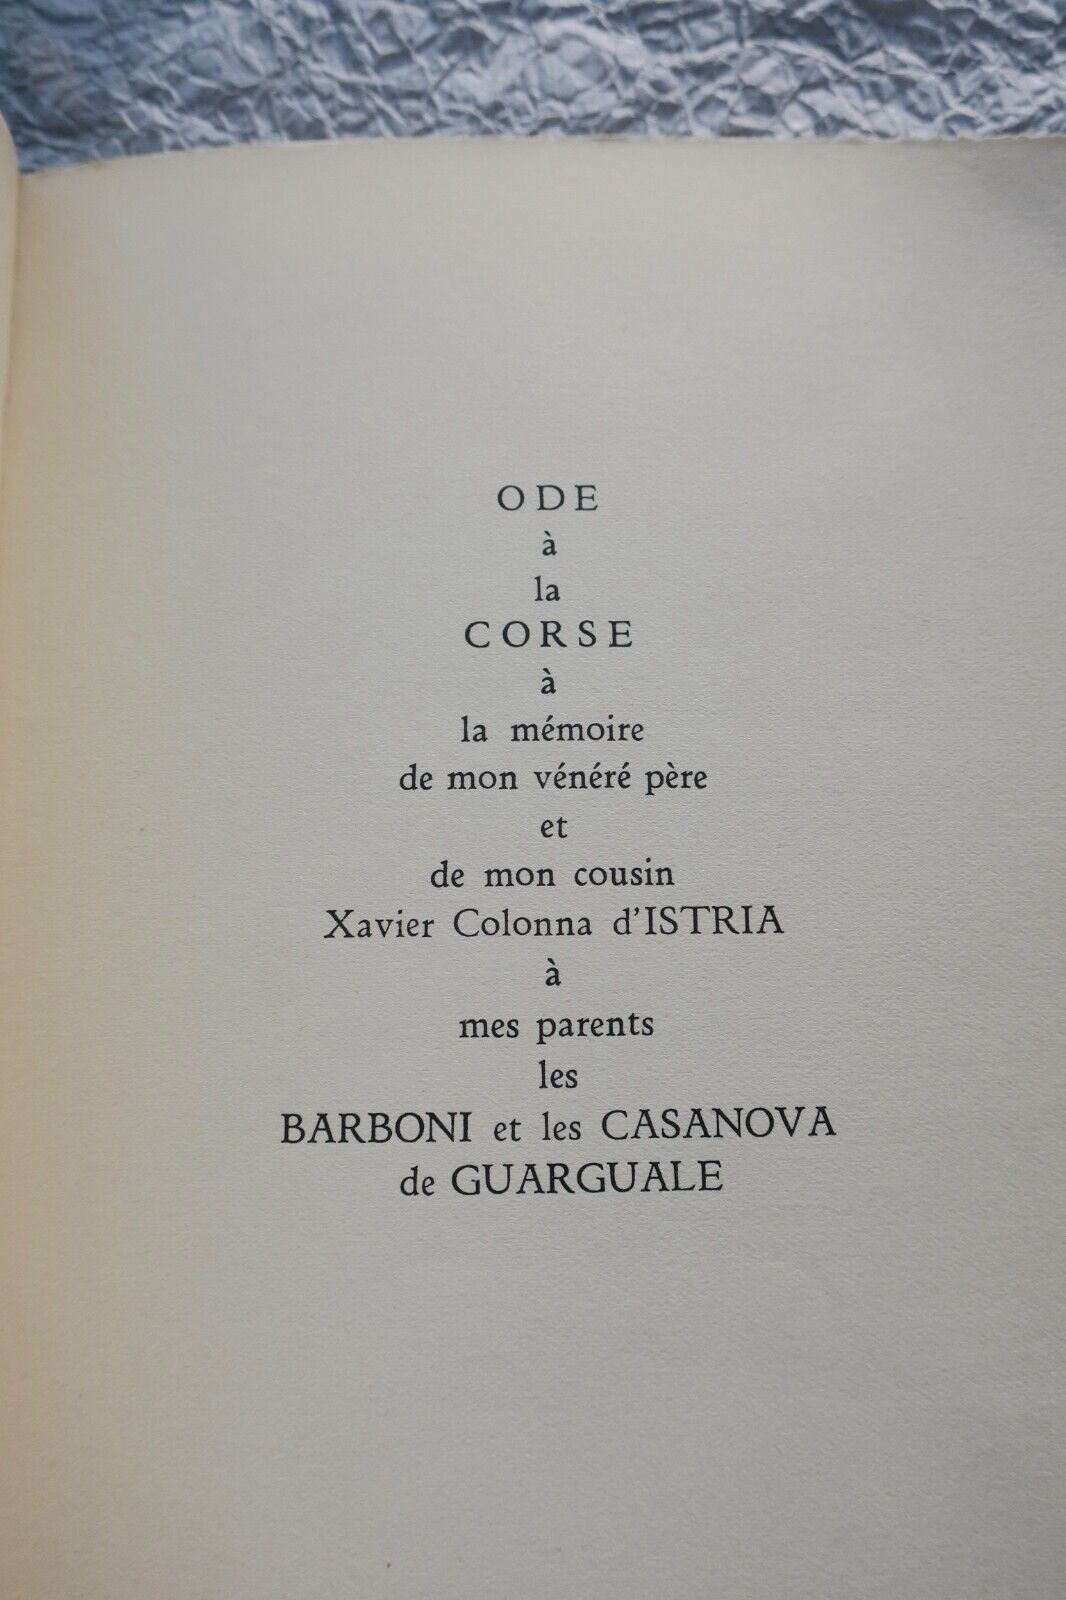 ODE
à
la
CORSE
à
la mémoire
de mon vénéré père
et
de mon cousin
Xavier Colonna d'ISTRIA
à
mes parents
les
BARBONI et les CASANOVA
de GUARGUALE